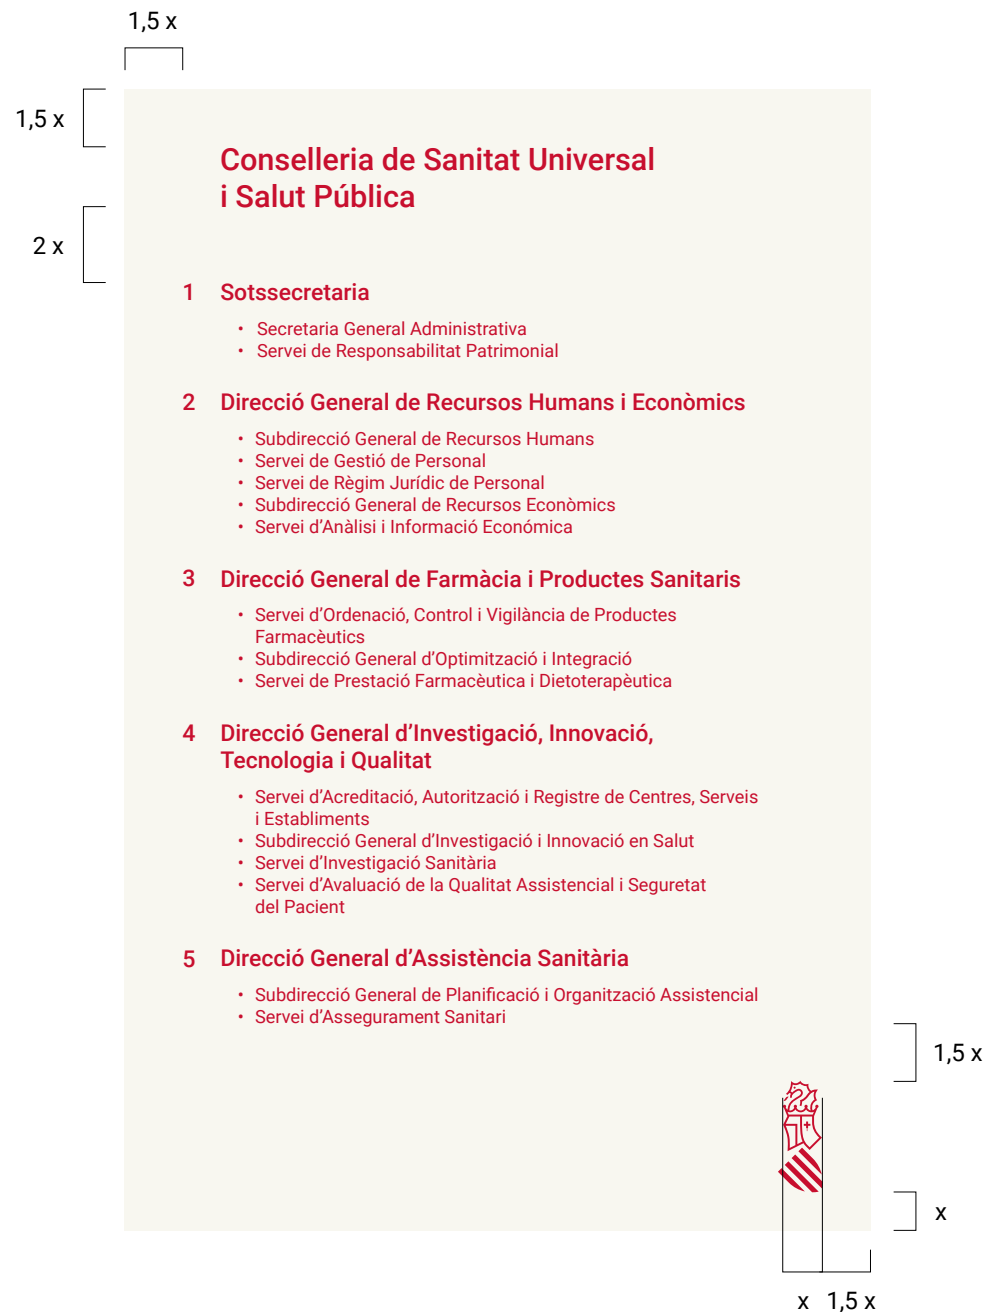 1,5 x
1,5 x
Conselleria de Sanitat Universal
i Salut Pública
2 x
1 Sotssecretaria
• Secretaria General Administrativa
• Servei de Responsabilitat Patrimonial
2 Direcció General de Recursos Humans i Econòmics
• Subdirecció General de Recursos Humans
• Servei de Gestió de Personal
• Servei de Règim Jurídic de Personal
• Subdirecció General de Recursos Econòmics
• Servei d’Anàlisi i Informació Económica
3 Direcció General de Farmàcia i Productes Sanitaris
• Servei d’Ordenació, Control i Vigilància de Productes
Farmacèutics
• Subdirecció General d’Optimització i Integració
• Servei de Prestació Farmacèutica i Dietoterapèutica
4 Direcció General d’Investigació, Innovació,
Tecnologia i Qualitat
• Servei d’Acreditació, Autorització i Registre de Centres, Serveis
i Establiments
• Subdirecció General d’Investigació i Innovació en Salut
• Servei d’Investigació Sanitària
• Servei d’Avaluació de la Qualitat Assistencial i Seguretat
del Pacient
5 Direcció General d’Assistència Sanitària
• Subdirecció General de Planificació i Organització Assistencial
• Servei d’Assegurament Sanitari
1,5 x
x
x 1,5 x